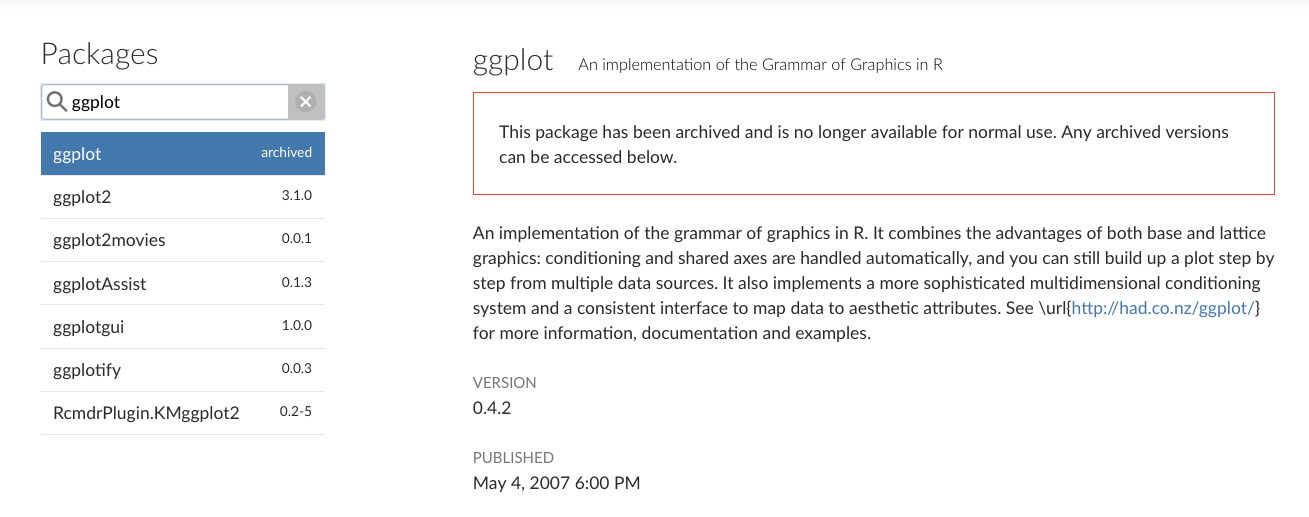 Packages
ggplot
ggplot archived
ggplot2 3.1.0
ggplot2movies 0.0.1
ggplotAssist 0.1.3
ggplotgui 1.0.0
ggplotify 0.0.3
RcmdrPlugin.KMggplot2 0.2-5
ggplot An implementation of the Grammar of Graphics in R
This package has been archived and is no longer available for normal use. Any archived versions
can be accessed below.
An implementation of the grammar of graphics in R. It combines the advantages of both base and lattice
graphics: conditioning and shared axes are handled automatically, and you can still build up a plot step by
step from multiple data sources. It also implements a more sophisticated multidimensional conditioning
system and a consistent interface to map data to aesthetic attributes. See \url{http://had.co.nz/ggplot/}
for more information, documentation and examples.
VERSION
0.4.2
PUBLISHED
May 4, 2007 6:00 PM